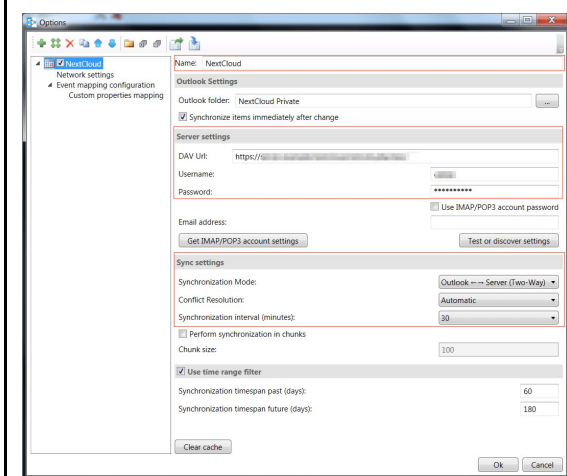 Options
NextCloud
Network settings
Event mapping configuration
Custom properties mapping
Name: NextCloud
Outlook Settings
Outlook folder: NextCloud Private ...
Synchronize items immediately after change
Server settings
DAV Url: https://
Username:
Password: **********
Use IMAP/POP3 account password
Email address:
Get IMAP/POP3 account settings Test or discover settings
Sync settings
Synchronization Mode: Outlook ←→ Server (Two-Way)
Conflict Resolution: Automatic
Synchronization interval (minutes): 30
Perform synchronization in chunks
Chunk size: 100
Use time range filter
Synchronization timespan past (days): 60
Synchronization timespan future (days): 180
Clear cache
Ok Cancel